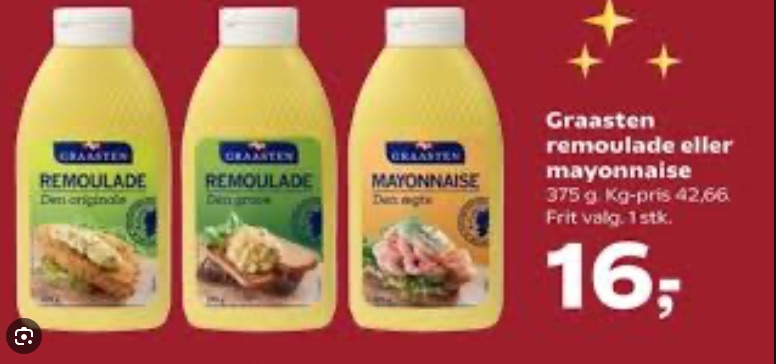 GRAASTEN
REMOULADE
Den originale
GRAASTEN
REMOULADE
Den grove
GRAASTEN
MAYONNAISE
Den ægte
Graasten
remoulade eller
mayonnaise
375 g. Kg-pris 42,66.
Frit valg. 1 stk.
16,-